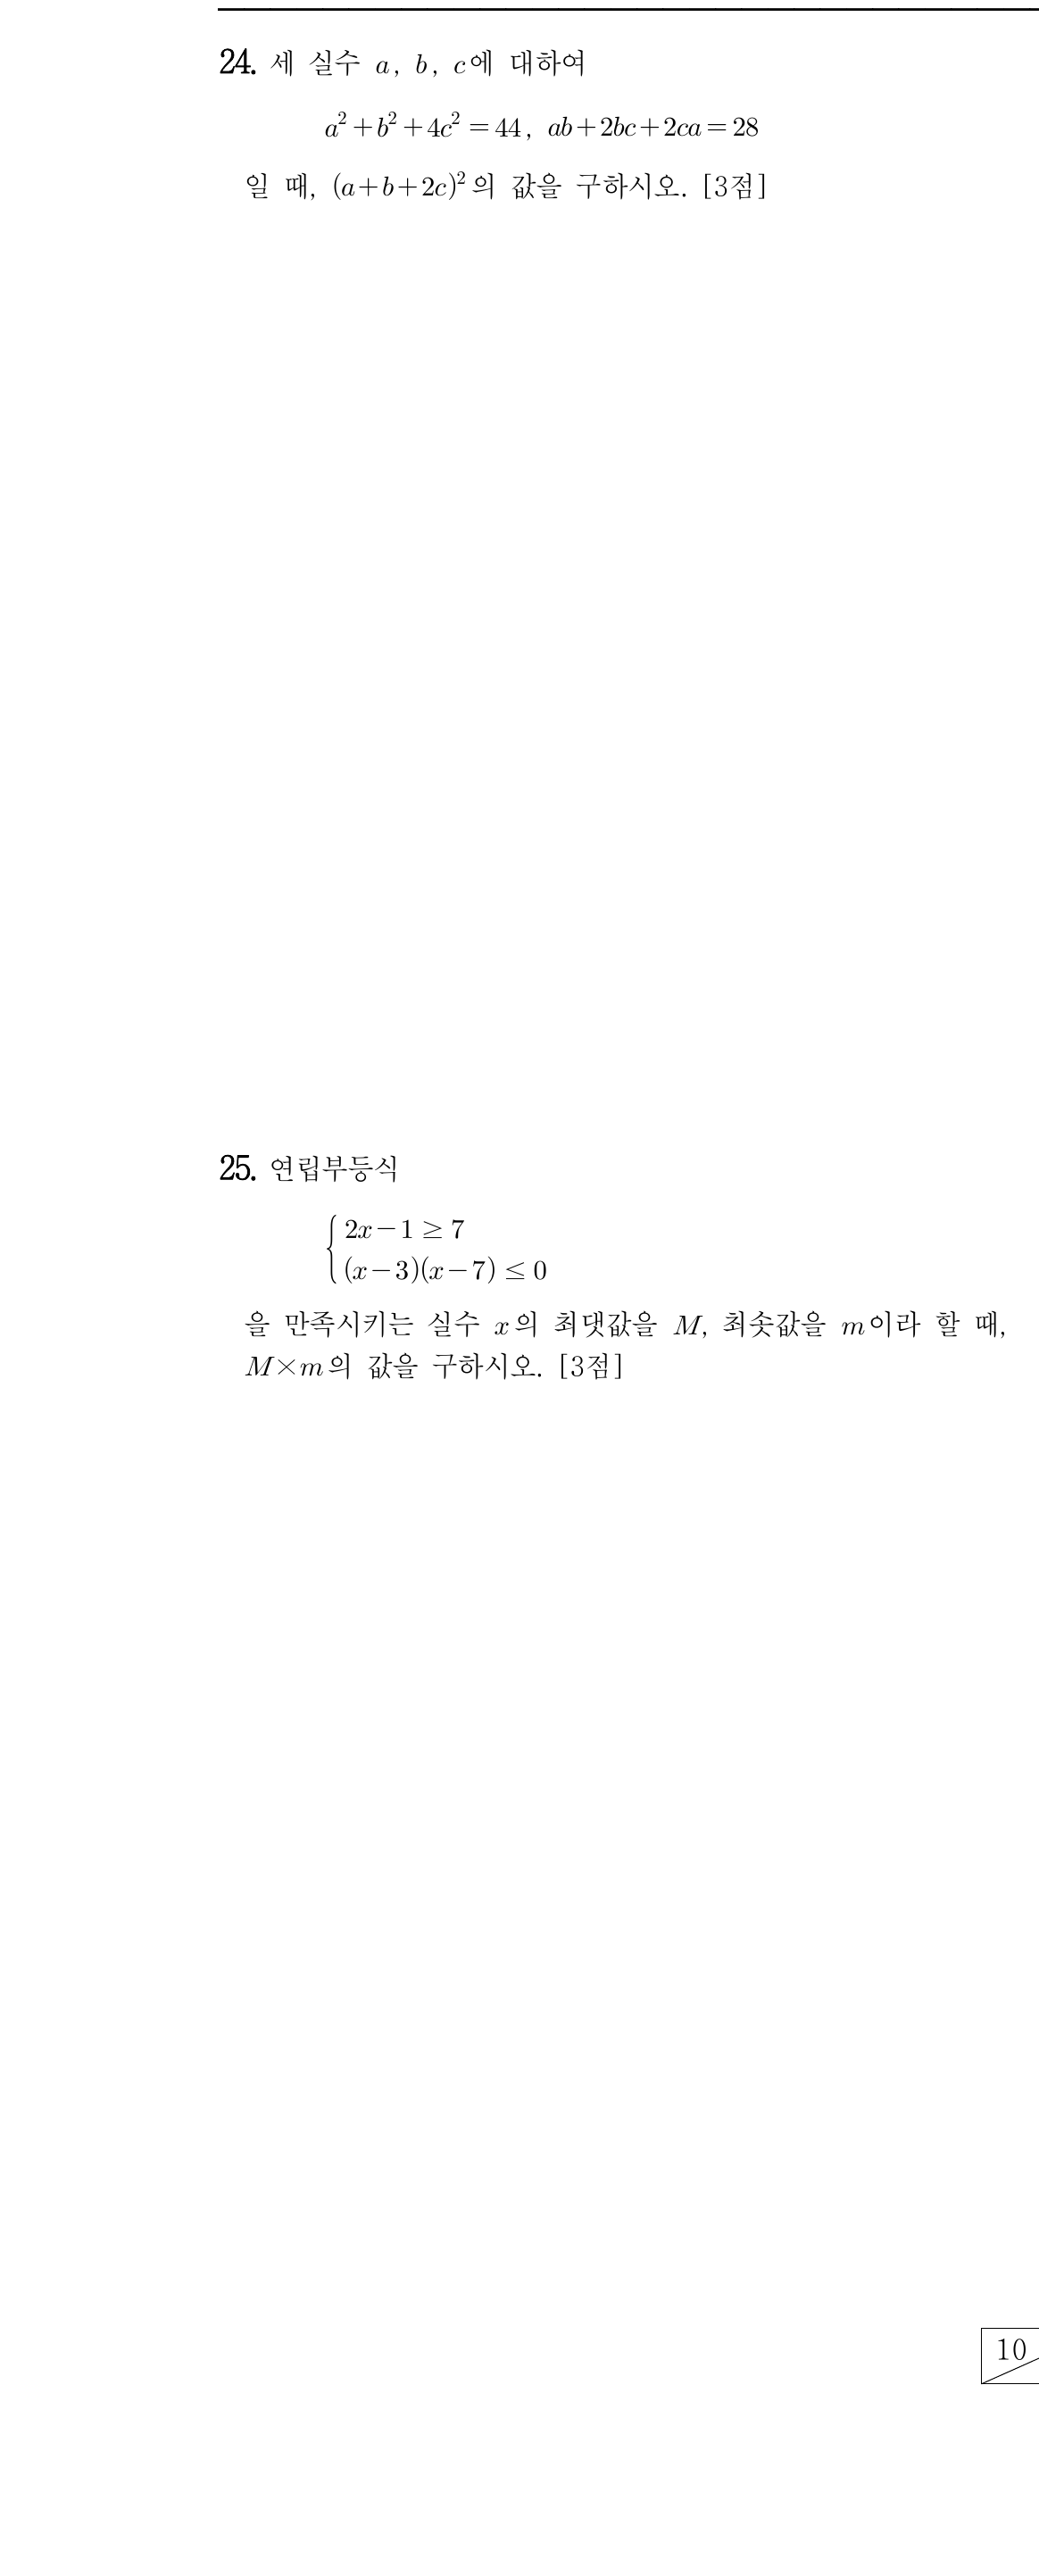 24. 세 실수 a, b, c에 대하여
a²+b²+4c²=44, ab+2bc+2ca=28
일 때, (a+b+2c)²의 값을 구하시오. [3점]
25. 연립부등식
2x-1 ≥ 7
(x-3)(x-7) ≤ 0
을 만족시키는 실수 x의 최댓값을 M, 최솟값을 m이라 할 때,
M×m의 값을 구하시오. [3점]
10